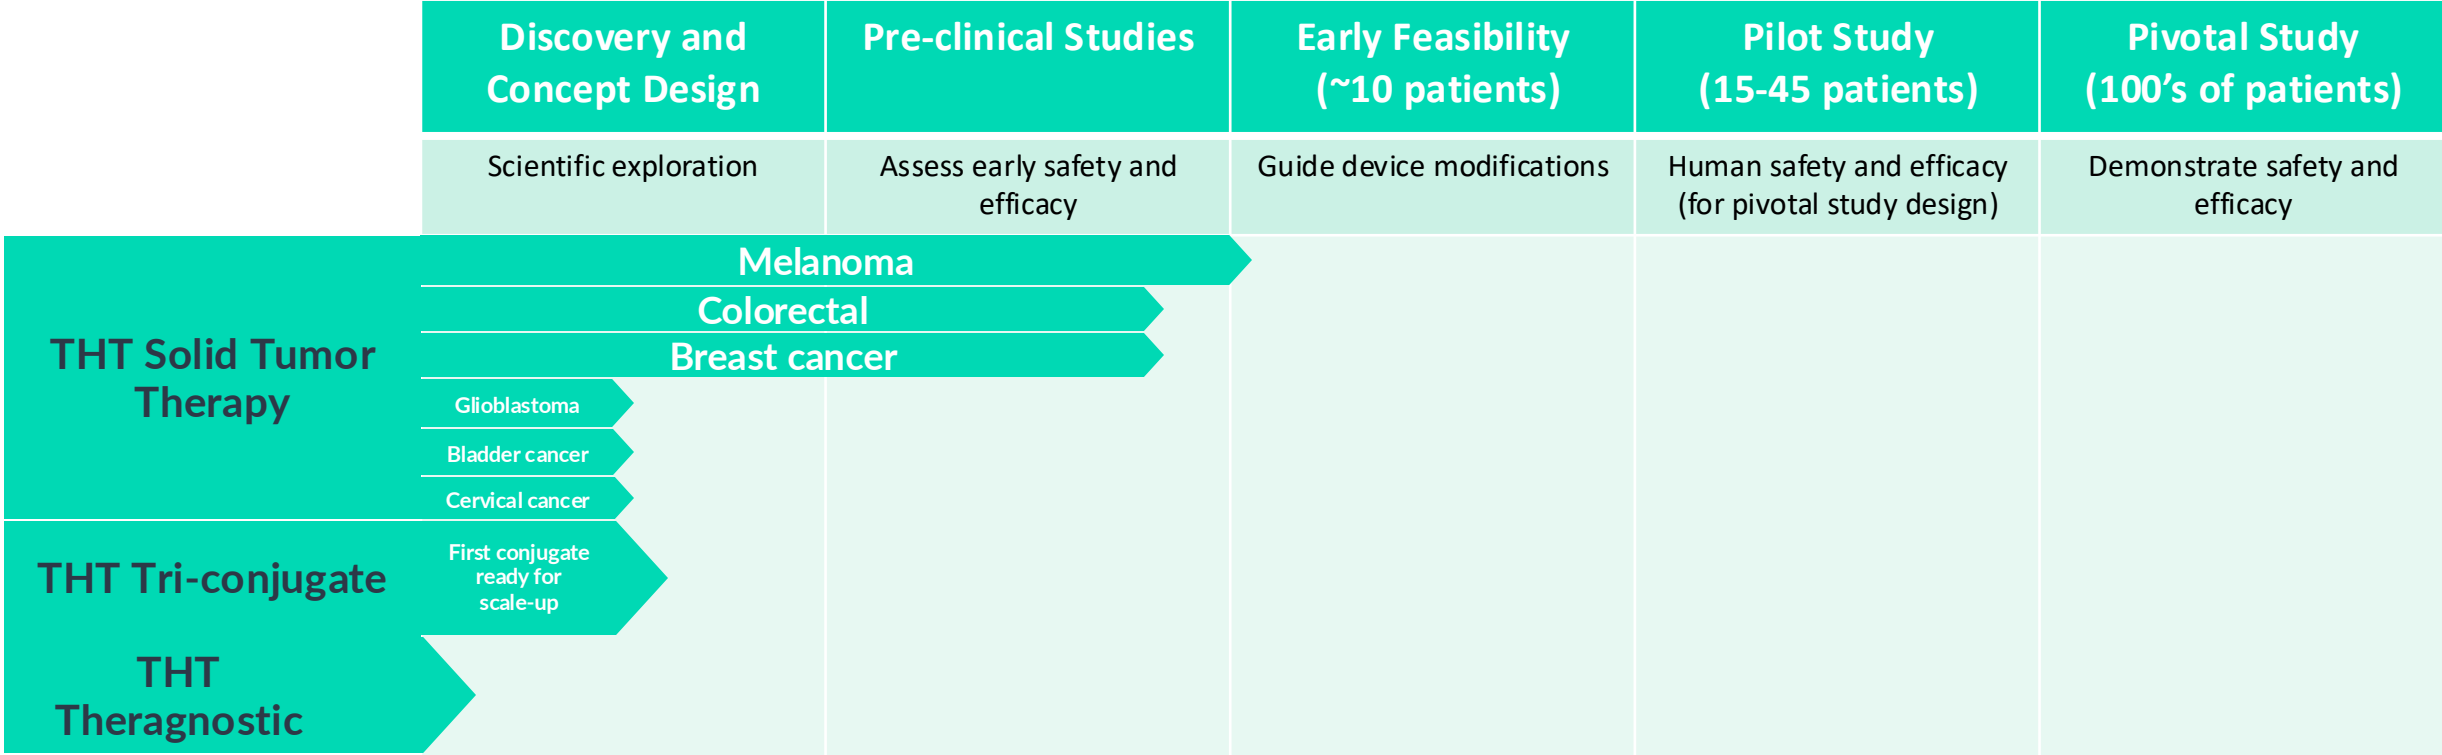 Discovery and
Concept Design
Pre-clinical Studies
Early Feasibility
(~10 patients)
Pilot Study
(15-45 patients)
Pivotal Study
(100’s of patients)
Scientific exploration
Assess early safety and
efficacy
Guide device modifications
Human safety and efficacy
(for pivotal study design)
Demonstrate safety and
efficacy
THT Solid Tumor
Therapy
Melanoma
Colorectal
Breast cancer
Glioblastoma
Bladder cancer
Cervical cancer
THT Tri-conjugate
First conjugate
ready for
scale-up
THT
Theragnostic